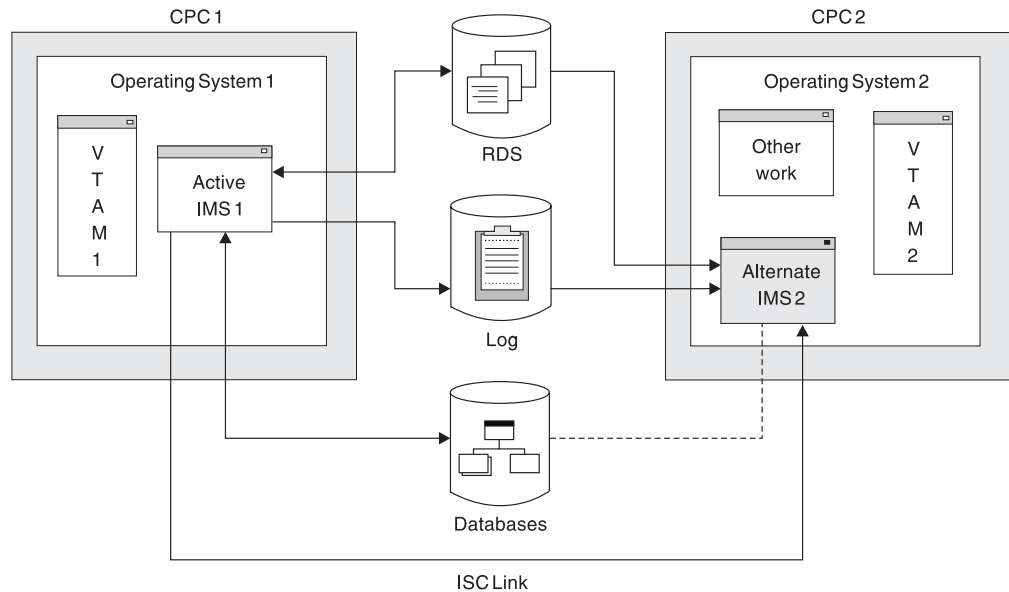 CPC 1
CPC 2
Operating System 1
Operating System 2
V
T
A
M
1
Active
IMS 1
RDS
Other
work
V
T
A
M
2
Log
Alternate
IMS 2
Databases
ISC Link